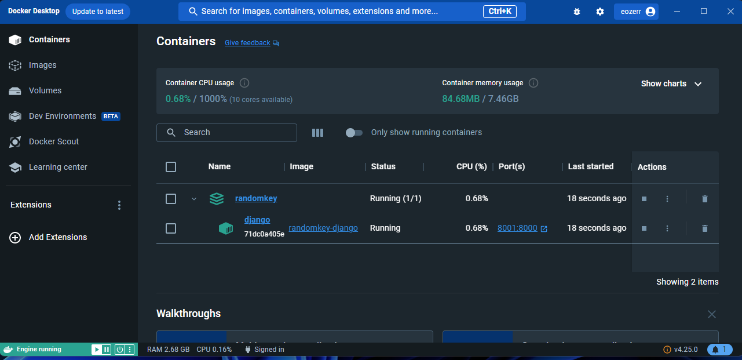 Docker Desktop Update to latest Search for images, containers, volumes, extensions and more... Ctrl+K eozerr
Containers
Images
Volumes
Dev Environments BETA
Docker Scout
Learning center
Extensions
Add Extensions
Containers Give feedback
Container CPU usage
0.68% / 1000% (10 cores available)
Container memory usage
84.68MB / 7.46GB
Show charts
Search
Only show running containers
Name Image Status CPU (%) Port(s) Last started Actions
randomkey Running (1/1) 0.68% 18 seconds ago
django
71dc0a405e
randomkey-django Running 0.68% 8001:8000 18 seconds ago
Showing 2 items
Walkthroughs
Engine running RAM 2.68 GB CPU 0.16% Signed in v4.25.0 1